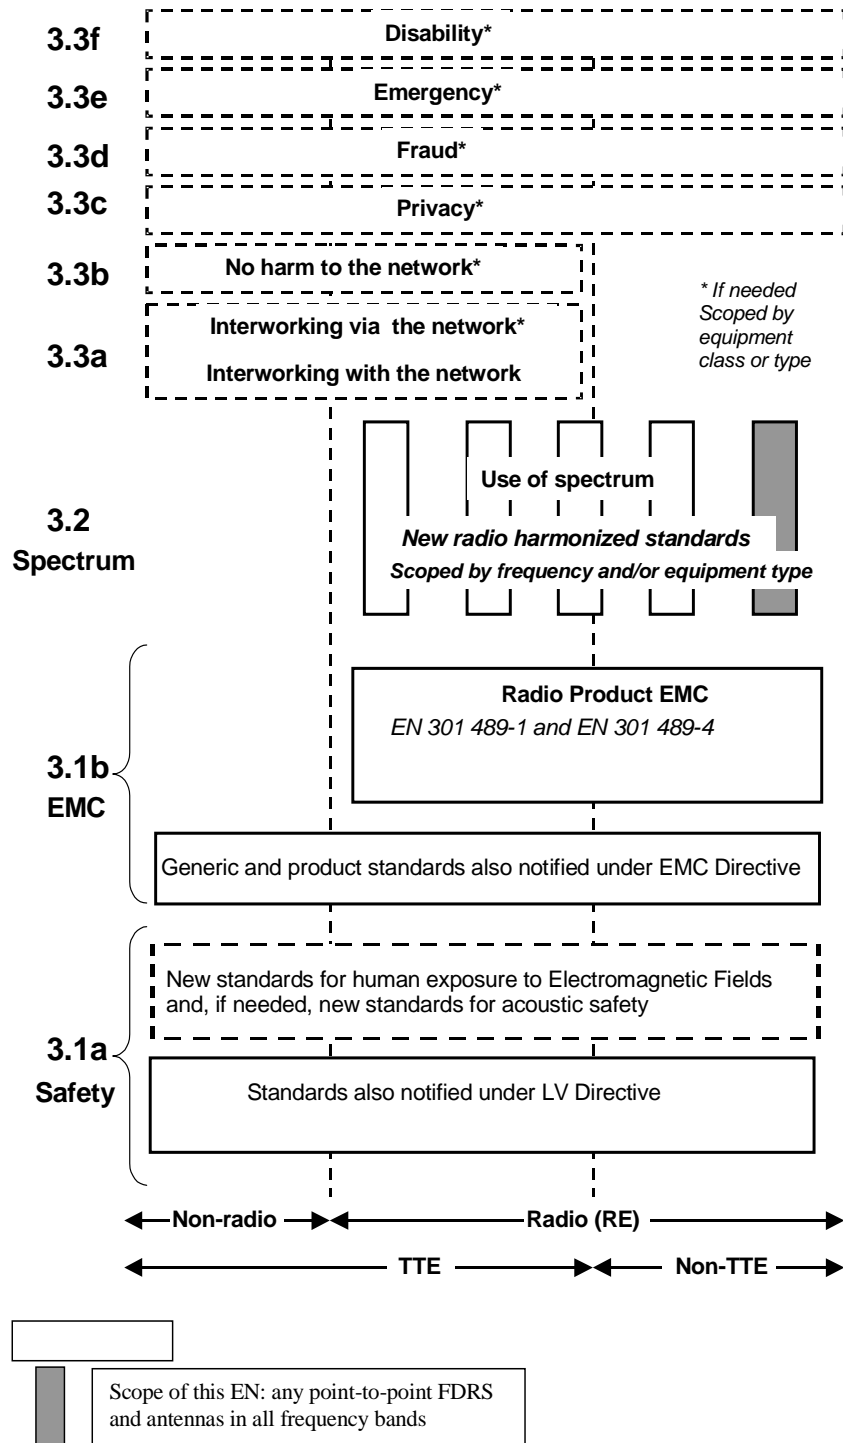 3.3f
Disability*
3.3e
Emergency*
3.3d
Fraud*
3.3c
Privacy*
3.3b
No harm to the network*
* If needed
Scoped by
equipment
class or type
3.3a
Interworking via the network*
Interworking with the network
3.2
Spectrum
Use of spectrum
New radio harmonized standards
Scoped by frequency and/or equipment type
3.1b
EMC
Radio Product EMC
EN 301 489-1 and EN 301 489-4
Generic and product standards also notified under EMC Directive
3.1a
Safety
New standards for human exposure to Electromagnetic Fields
and, if needed, new standards for acoustic safety
Standards also notified under LV Directive
Non-radio
Radio (RE)
TTE
Non-TTE
Scope of this EN: any point-to-point FDRS
and antennas in all frequency bands